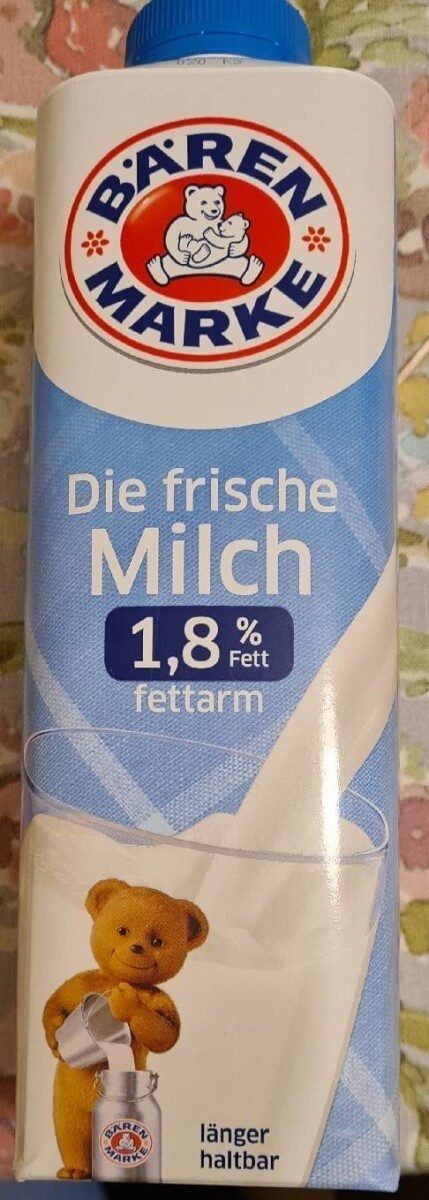 BÄREN
MARKE
Die frische
Milch
1,8 %
Fett
fettarm
BÄREN
MARKE
länger
haltbar